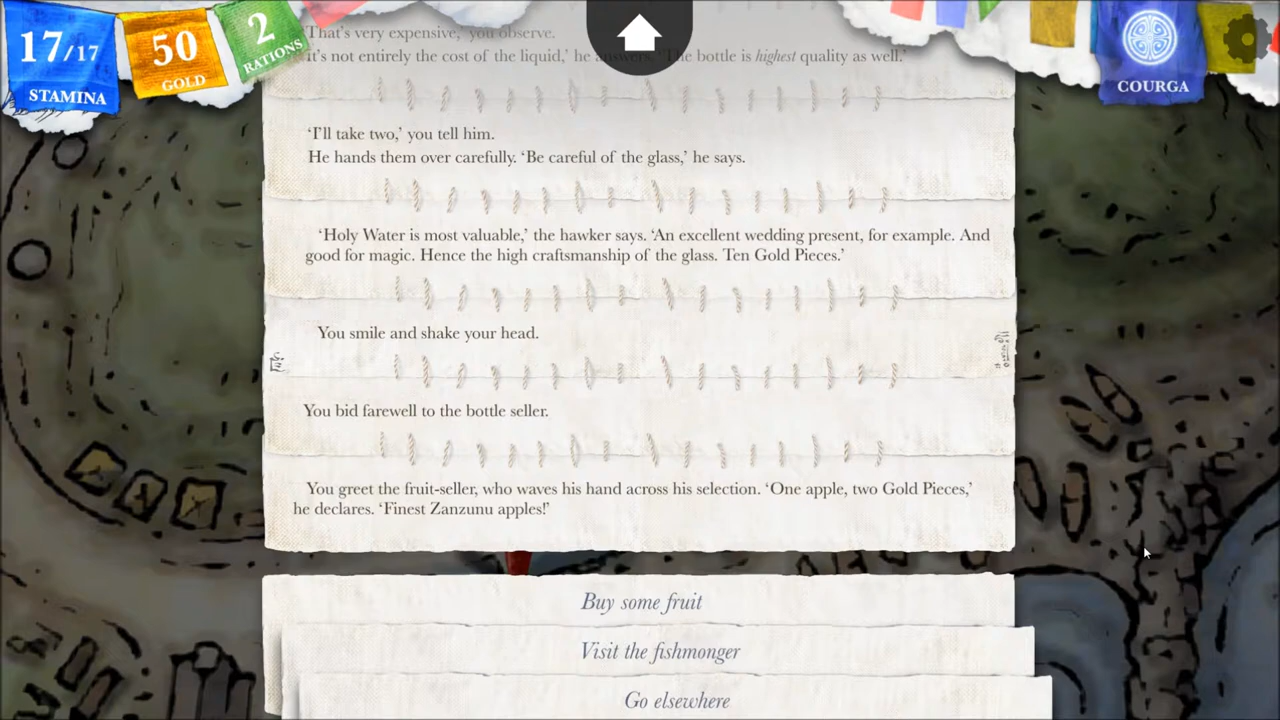 17/17
STAMINA
50
GOLD
2
RATIONS
COURGA
'That's very expensive,' you observe.
'It's not entirely the cost of the liquid,' he answers. 'The bottle is highest quality as well.'
'I'll take two,' you tell him.
He hands them over carefully. 'Be careful of the glass,' he says.
'Holy Water is most valuable,' the hawker says. 'An excellent wedding present, for example. And
good for magic. Hence the high craftsmanship of the glass. Ten Gold Pieces.'
You smile and shake your head.
You bid farewell to the bottle seller.
You greet the fruit-seller, who waves his hand across his selection. 'One apple, two Gold Pieces,'
he declares. 'Finest Zanzunu apples!'
Buy some fruit
Visit the fishmonger
Go elsewhere